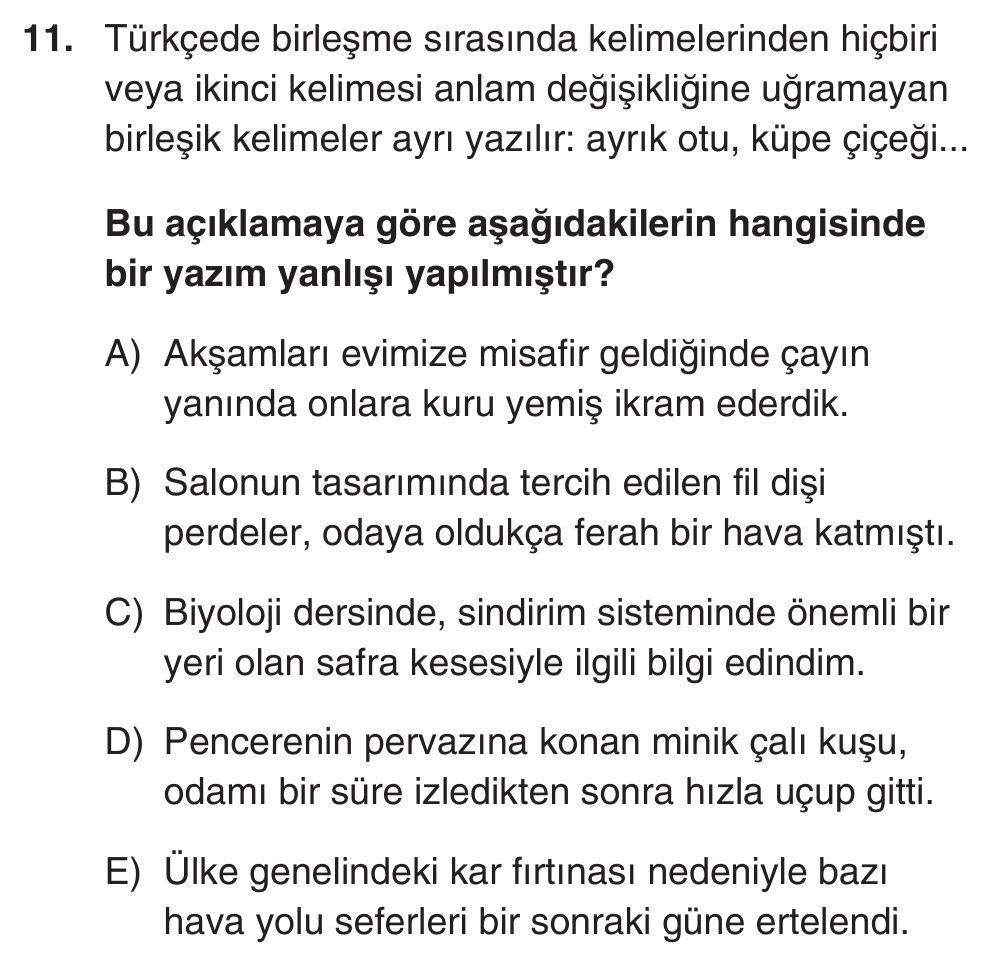 11. Türkçede birleşme sırasında kelimelerinden hiçbiri
veya ikinci kelimesi anlam değişikliğine uğramayan
birleşik kelimeler ayrı yazılır: ayrık otu, küpe çiçeği...
Bu açıklamaya göre aşağıdakilerin hangisinde
bir yazım yanlışı yapılmıştır?
A) Akşamları evimize misafir geldiğinde çayın
yanında onlara kuru yemiş ikram ederdik.
B) Salonun tasarımında tercih edilen fil dişi
perdeler, odaya oldukça ferah bir hava katmıştı.
C) Biyoloji dersinde, sindirim sisteminde önemli bir
yeri olan safra kesesiyle ilgili bilgi edindim.
D) Pencerenin pervazına konan minik çalı kuşu,
odamı bir süre izledikten sonra hızla uçup gitti.
E) Ülke genelindeki kar fırtınası nedeniyle bazı
hava yolu seferleri bir sonraki güne ertelendi.